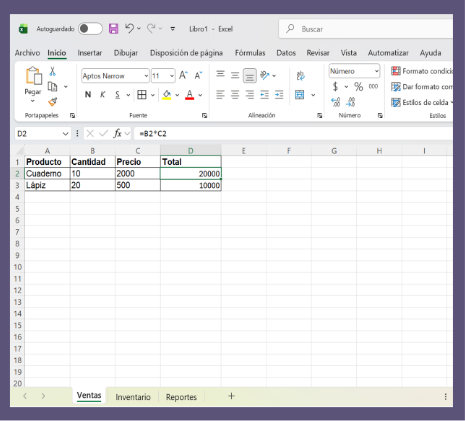 Autoguardado Libro1 - Excel Buscar
Archivo Inicio Insertar Dibujar Disposición de página Fórmulas Datos Revisar Vista Automatizar Ayuda
Pegar Aptos Narrow 11 A A Número Formato condici
N K S A $ % 000 Dar formato com
Estilos de celda
Portapapeles Fuente Alineación Número Estilos
D2 fx =B2*C2
A B C D E F G H I
1 Producto Cantidad Precio Total
2 Cuaderno 10 2000 20000
3 Lápiz 20 500 10000
4
5
6
7
8
9
10
11
12
13
14
15
16
17
18
19
20
Ventas Inventario Reportes +